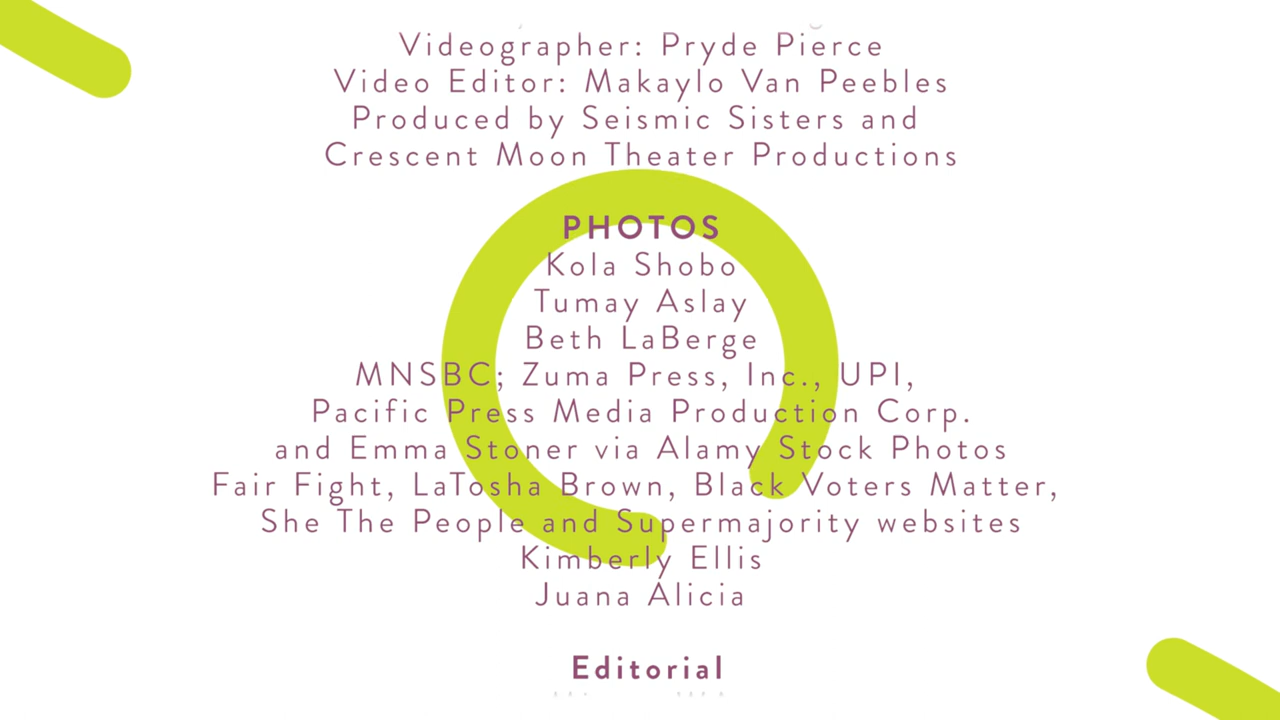 Videographer: Pryde Pierce
Video Editor: Makaylo Van Peebles
Produced by Seismic Sisters and
Crescent Moon Theater Productions
PHOTOS
Kola Shobo
Tumay Aslay
Beth LaBerge
MNSBC; Zuma Press, Inc., UPI,
Pacific Press Media Production Corp.
and Emma Stoner via Alamy Stock Photos
Fair Fight, LaTosha Brown, Black Voters Matter,
She The People and Supermajority websites
Kimberly Ellis
Juana Alicia
Editorial